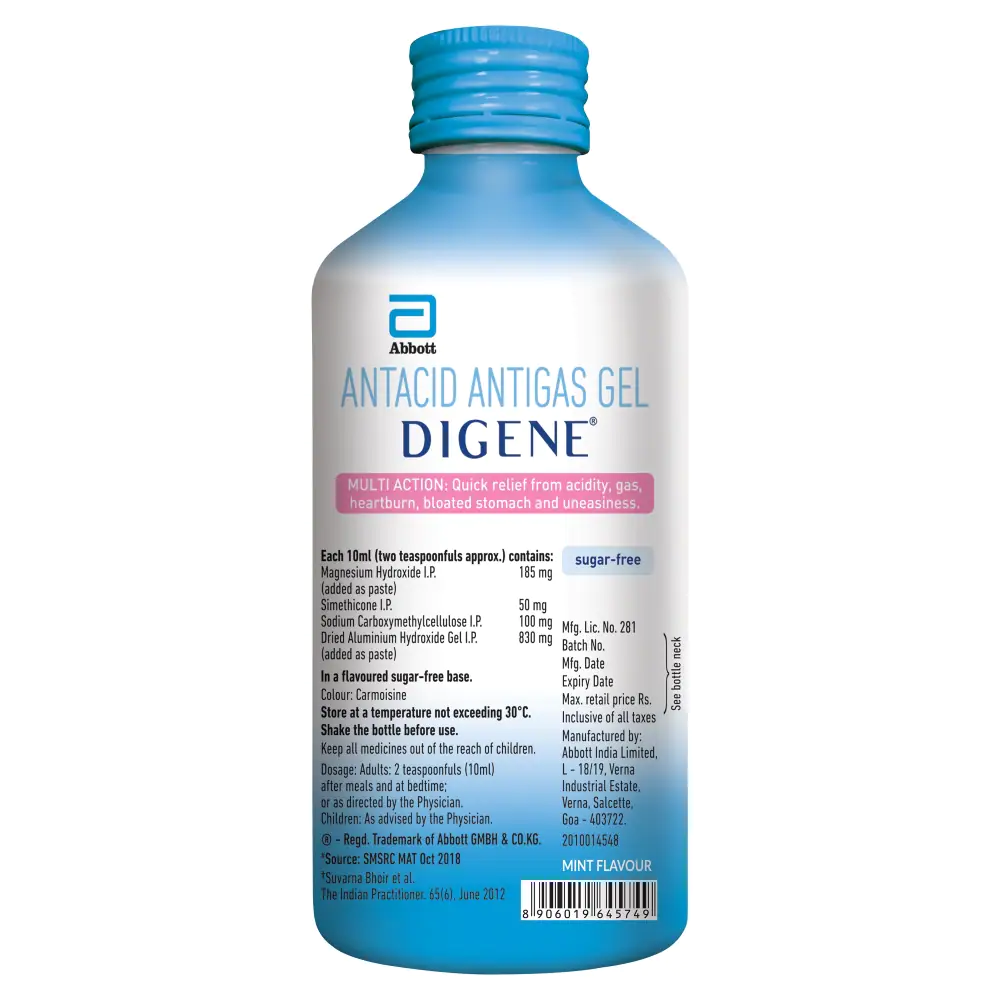 Abbott
ANTACID ANTIGAS GEL
DIGENE®
MULTI ACTION: Quick relief from acidity, gas,
heartburn, bloated stomach and uneasiness.
Each 10ml (two teaspoonfuls approx.) contains:
Magnesium Hydroxide I.P. 185 mg
(added as paste)
Simethicone I.P. 50 mg
Sodium Carboxymethylcellulose I.P. 100 mg
Dried Aluminium Hydroxide Gel I.P. 830 mg
(added as paste)
In a flavoured sugar-free base.
Colour: Carmoisine
Store at a temperature not exceeding 30°C.
Shake the bottle before use.
Keep all medicines out of the reach of children.
Dosage: Adults: 2 teaspoonfuls (10ml)
after meals and at bedtime;
or as directed by the Physician.
Children: As advised by the Physician.
® - Regd. Trademark of Abbott GMBH & CO.KG.
*Source: SMSRC MAT Oct 2018
†Suvarna Bhoir et al.
The Indian Practitioner. 65(6), June 2012
sugar-free
Mfg. Lic. No. 281
Batch No.
Mfg. Date
Expiry Date
Max. retail price Rs.
Inclusive of all taxes
See bottle neck
Manufactured by:
Abbott India Limited,
L - 18/19, Verna
Industrial Estate,
Verna, Salcette,
Goa - 403722.
2010014548
MINT FLAVOUR
8 906019 645749